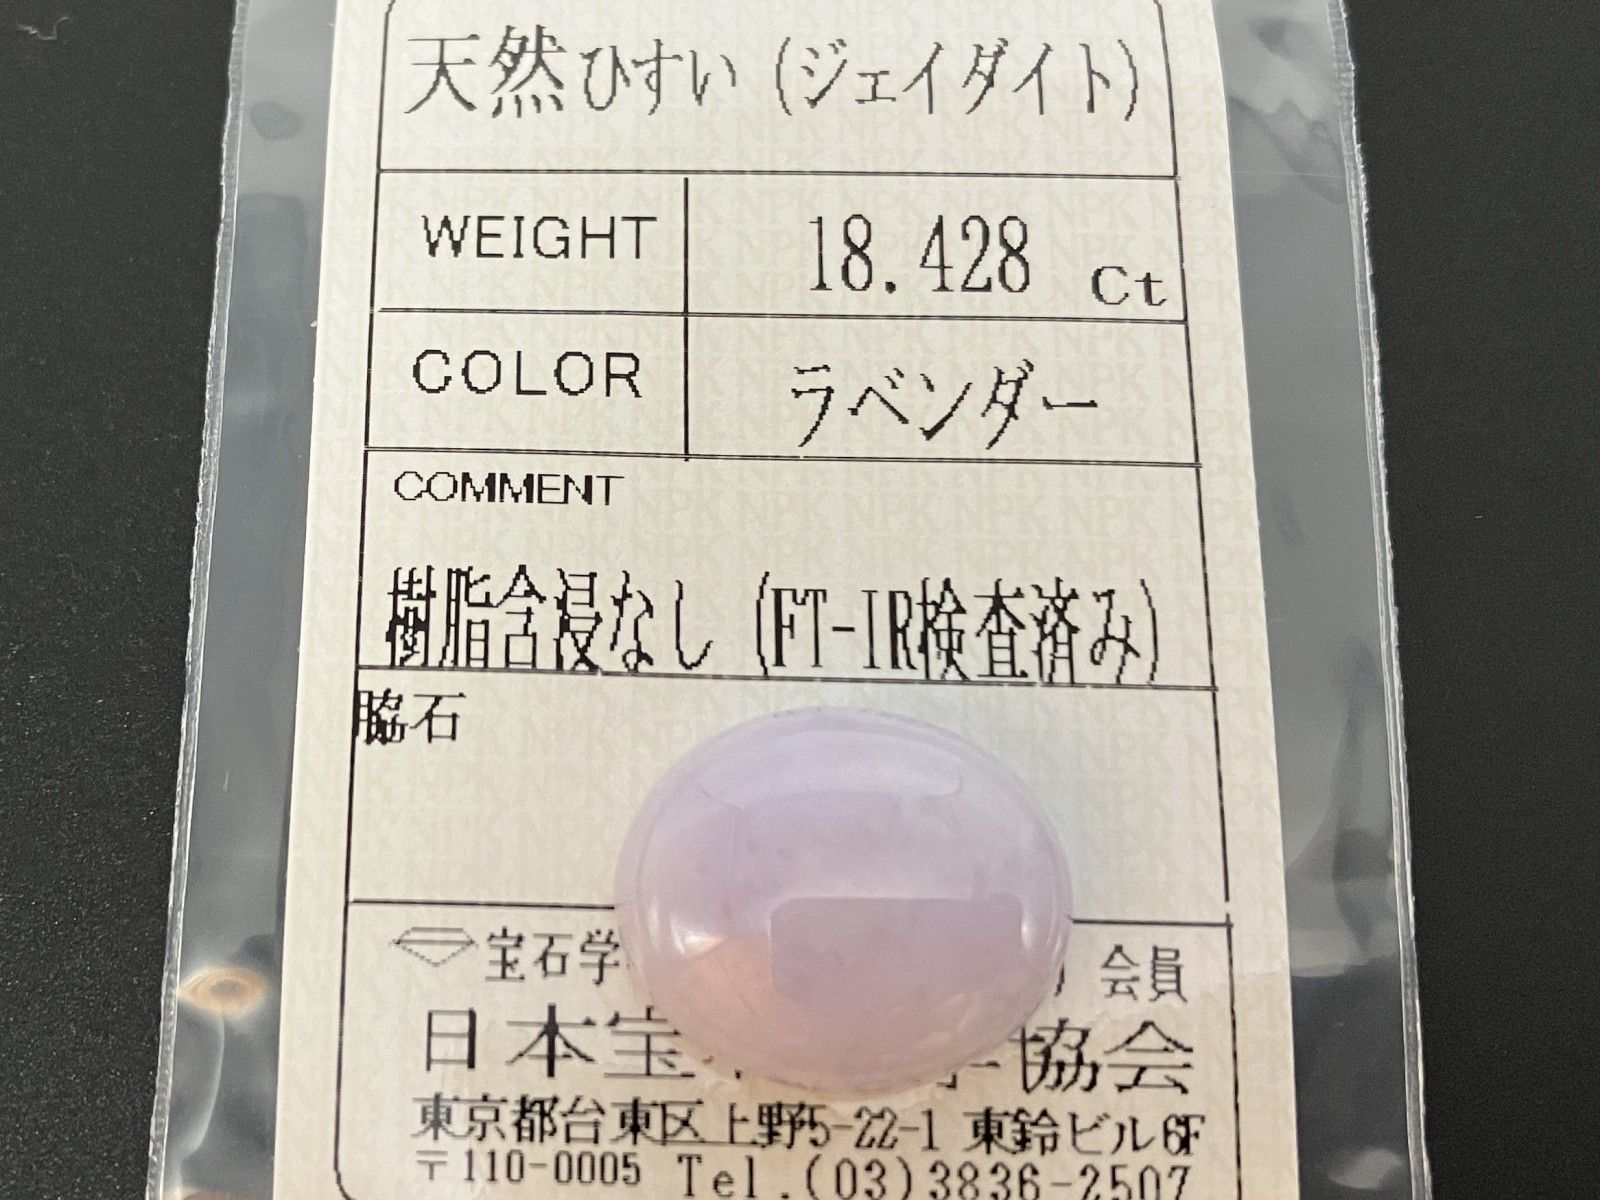 天然ひすい (ジェイダイト)
WEIGHT 18.428 Ct
COLOR ラベンダー
COMMENT
樹脂含浸なし (FT-IR検査済み)
脇石
宝石学 ) 会員
日本宝 協会
東京都台東区上野5-22-1 東鈴ビル6F
〒110-0005 Tel.(03)3836-2507